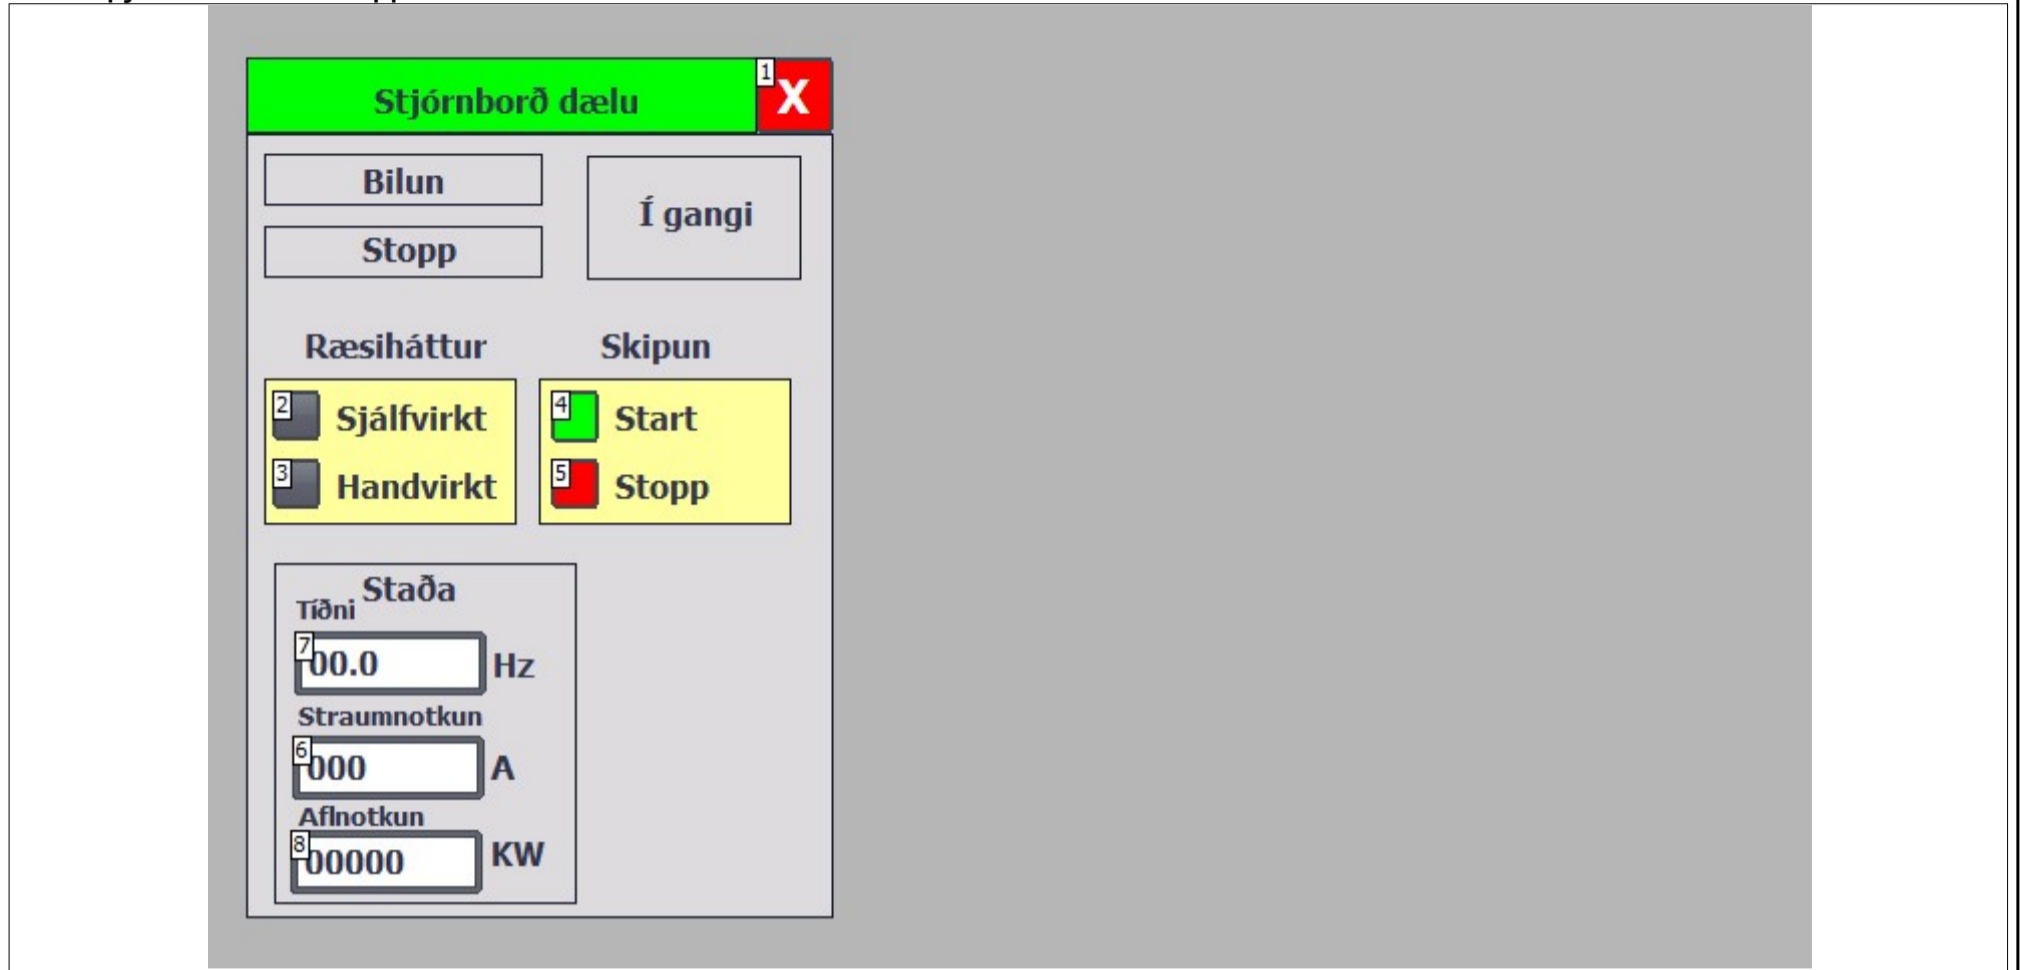 Stjórnborð dælu
1
X
Bilun
Í gangi
Stopp
Ræsiháttur
Skipun
2
Sjálfvirkt
4
Start
3
Handvirkt
5
Stopp
Staða
Tíðni
7
00.0
Hz
Straumnotkun
6
000
A
Aflnotkun
8
00000
KW